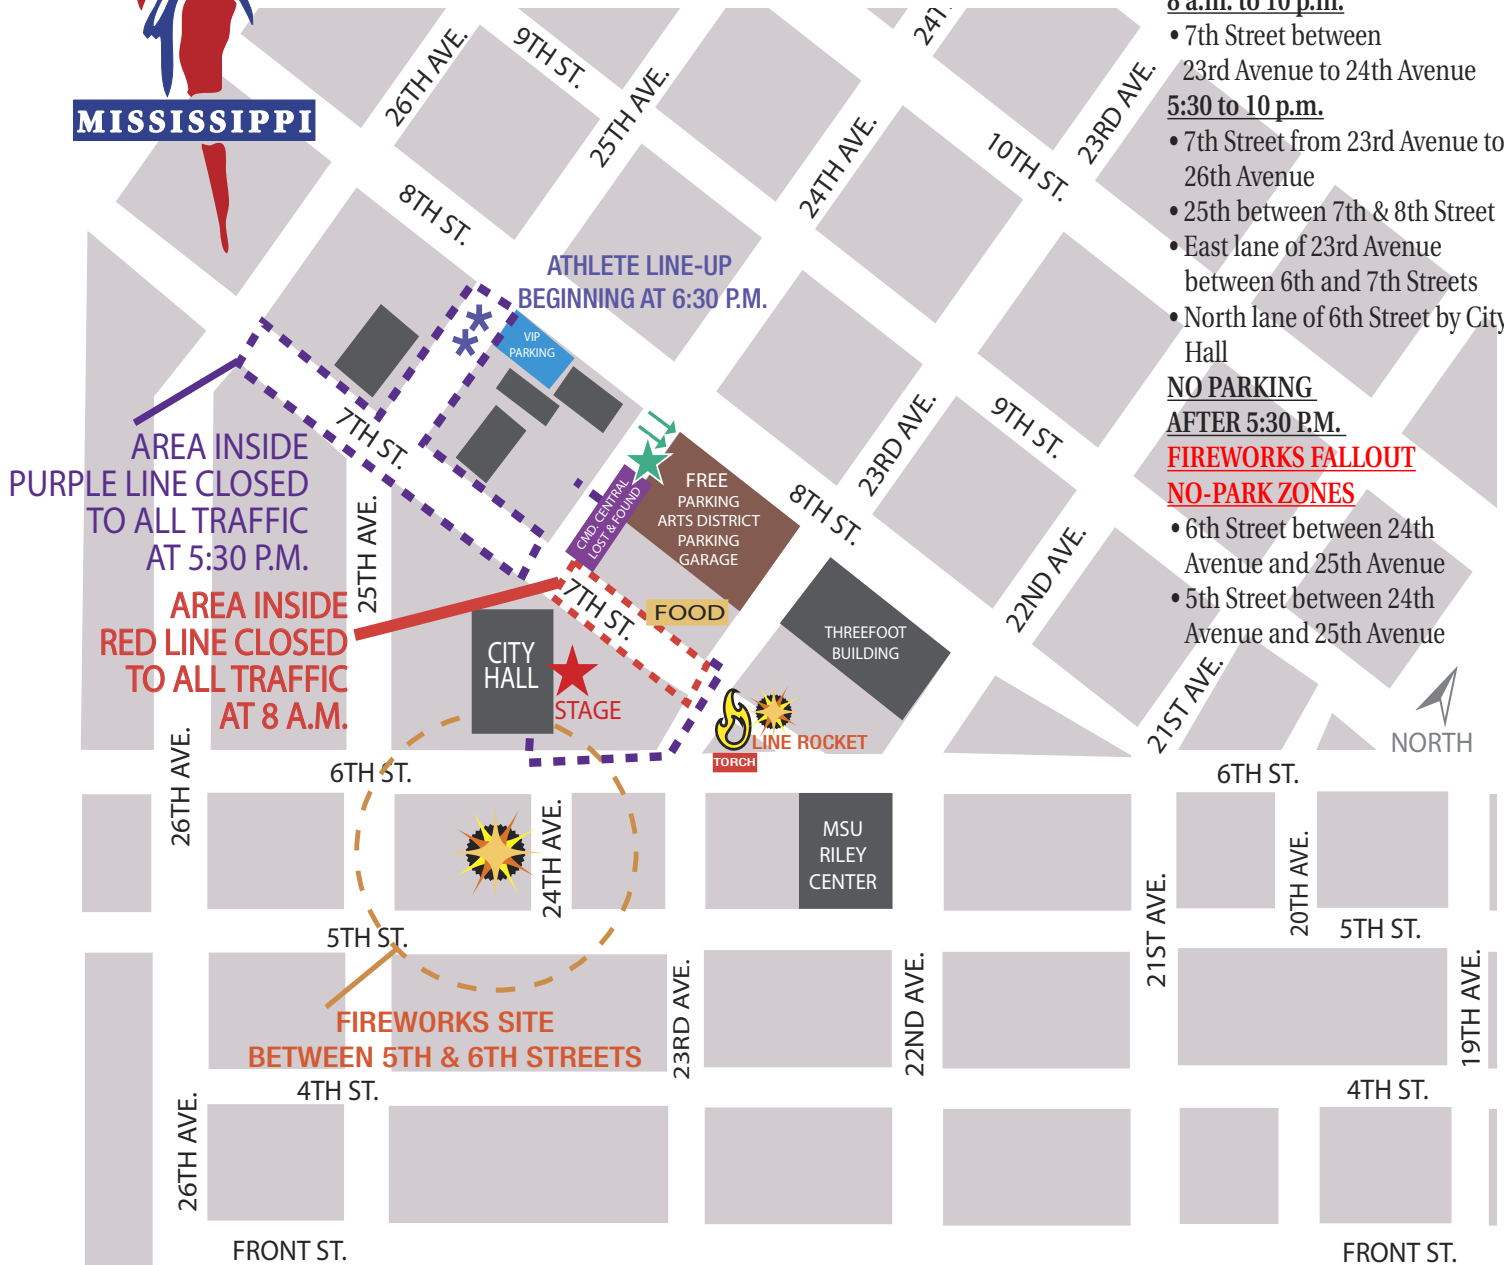 MISSISSIPPI
8 a.m. to 10 p.m.
• 7th Street between
23rd Avenue to 24th Avenue
5:30 to 10 p.m.
• 7th Street from 23rd Avenue to
26th Avenue
• 25th between 7th & 8th Street
• East lane of 23rd Avenue
between 6th and 7th Streets
• North lane of 6th Street by City
Hall
NO PARKING
AFTER 5:30 P.M.
FIREWORKS FALLOUT
NO-PARK ZONES
• 6th Street between 24th
Avenue and 25th Avenue
• 5th Street between 24th
Avenue and 25th Avenue
NORTH
26TH AVE.
9TH ST.
25TH AVE.
24TH AVE.
23RD AVE.
10TH ST.
8TH ST.
ATHLETE LINE-UP
BEGINNING AT 6:30 P.M.
VIP
PARKING
7TH ST.
AREA INSIDE
PURPLE LINE CLOSED
TO ALL TRAFFIC
AT 5:30 P.M.
25TH AVE.
AREA INSIDE
RED LINE CLOSED
TO ALL TRAFFIC
AT 8 A.M.
CMD. CENTRAL
LOST & FOUND
FREE
PARKING
ARTS DISTRICT
PARKING
GARAGE
8TH ST.
23RD AVE.
9TH ST.
22ND AVE.
21ST AVE.
7TH ST.
FOOD
THREEFOOT
BUILDING
CITY
HALL
STAGE
LINE ROCKET
TORCH
26TH AVE.
6TH ST.
6TH ST.
24TH AVE.
MSU
RILEY
CENTER
21ST AVE.
20TH AVE.
5TH ST.
5TH ST.
FIREWORKS SITE
BETWEEN 5TH & 6TH STREETS
23RD AVE.
22ND AVE.
19TH AVE.
4TH ST.
4TH ST.
26TH AVE.
FRONT ST.
FRONT ST.